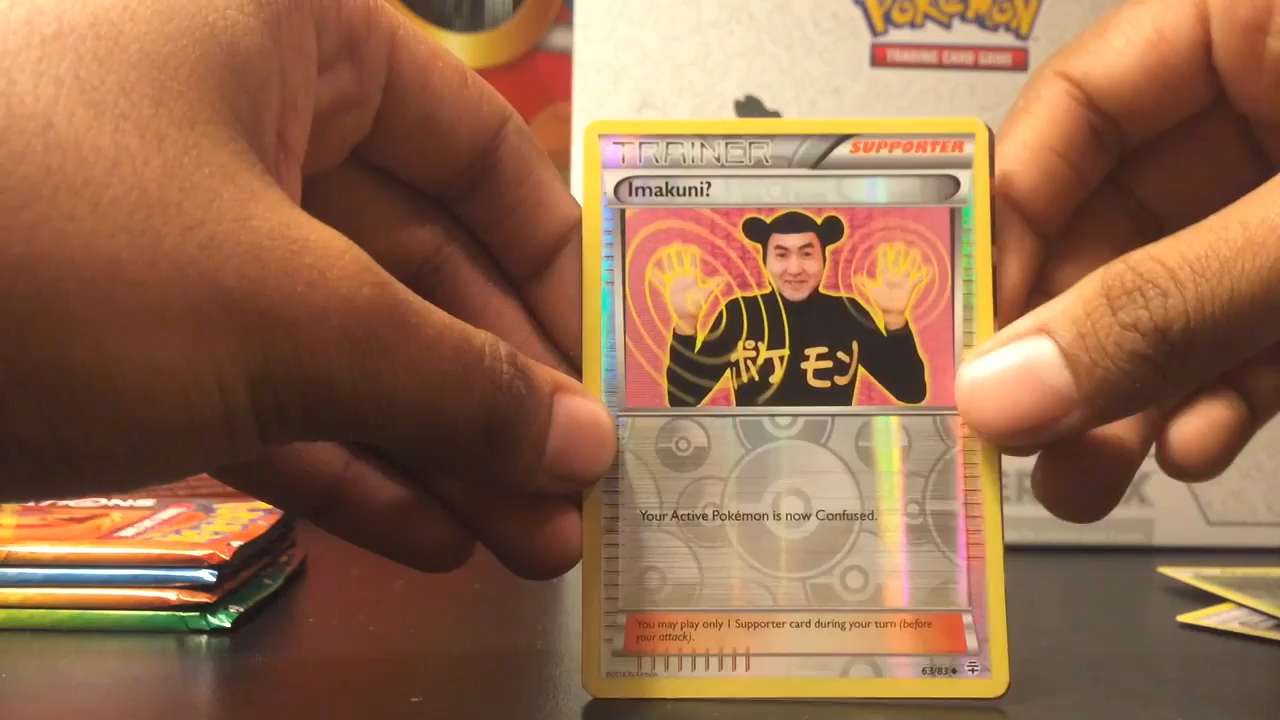 POKéMON
TRADING CARD GAME
TRAINER
SUPPORTER
Imakuni?
ポケモン
Your Active Pokémon is now Confused.
You may play only 1 Supporter card during your turn (before
your attack).
63/83